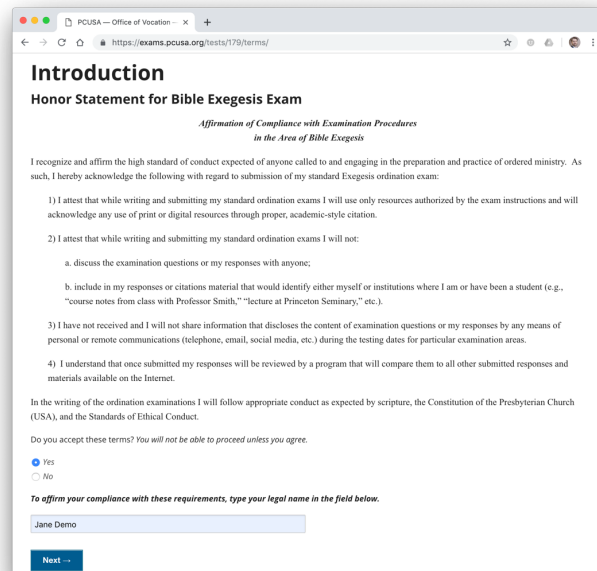 PCUSA — Office of Vocation –
https://exams.pcusa.org/tests/179/terms/
Introduction
Honor Statement for Bible Exegesis Exam
Affirmation of Compliance with Examination Procedures
in the Area of Bible Exegesis
I recognize and affirm the high standard of conduct expected of anyone called to and engaging in the preparation and practice of ordered ministry. As
such, I hereby acknowledge the following with regard to submission of my standard Exegesis ordination exam:
1) I attest that while writing and submitting my standard ordination exams I will use only resources authorized by the exam instructions and will
acknowledge any use of print or digital resources through proper, academic-style citation.
2) I attest that while writing and submitting my standard ordination exams I will not:
a. discuss the examination questions or my responses with anyone;
b. include in my responses or citations material that would identify either myself or institutions where I am or have been a student (e.g.,
“course notes from class with Professor Smith,” “lecture at Princeton Seminary,” etc.).
3) I have not received and I will not share information that discloses the content of examination questions or my responses by any means of
personal or remote communications (telephone, email, social media, etc.) during the testing dates for particular examination areas.
4) I understand that once submitted my responses will be reviewed by a program that will compare them to all other submitted responses and
materials available on the Internet.
In the writing of the ordination examinations I will follow appropriate conduct as expected by scripture, the Constitution of the Presbyterian Church
(USA), and the Standards of Ethical Conduct.
Do you accept these terms? You will not be able to proceed unless you agree.
Yes
No
To affirm your compliance with these requirements, type your legal name in the field below.
Jane Demo
Next →